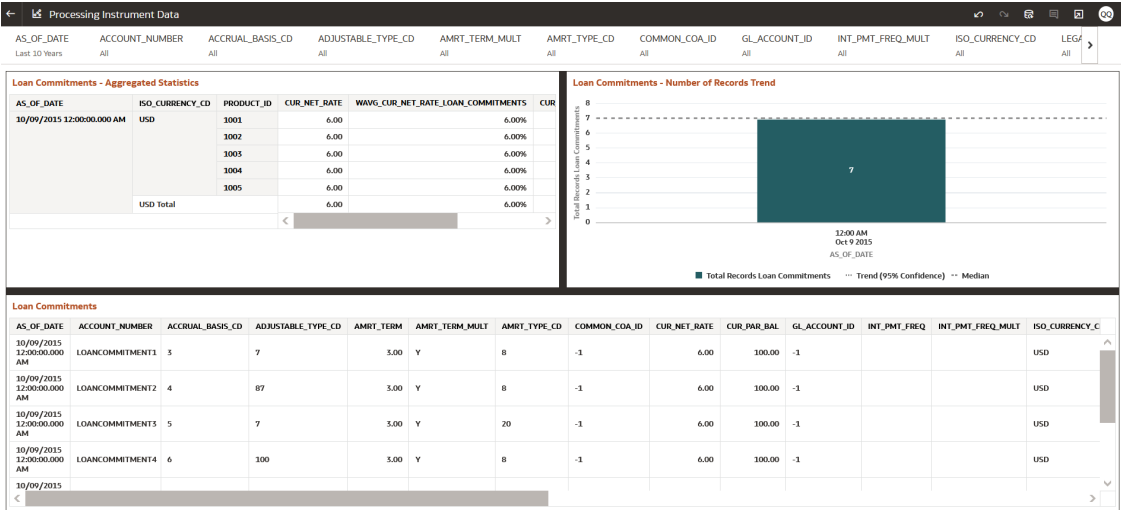 Processing Instrument Data
QQ
AS_OF_DATE ACCOUNT_NUMBER ACCRUAL_BASIS_CD ADJUSTABLE_TYPE_CD AMRT_TERM_MULT AMRT_TYPE_CD COMMON_COA_ID GL_ACCOUNT_ID INT_PMT_FREQ_MULT ISO_CURRENCY_CD LEGA
Last 10 Years All All All All All All All All All All
Loan Commitments - Aggregated Statistics
AS_OF_DATE ISO_CURRENCY_CD PRODUCT_ID CUR_NET_RATE WAVG_CUR_NET_RATE_LOAN_COMMITMENTS CUR
10/09/2015 12:00:00.000 AM USD 1001 6.00 6.00%
1002 6.00 6.00%
1003 6.00 6.00%
1004 6.00 6.00%
1005 6.00 6.00%
USD Total 6.00 6.00%
Loan Commitments - Number of Records Trend
Total Records Loan Commitments
8
7
6
5
4
3
2
1
0
7
12:00 AM
Oct 9 2015
AS_OF_DATE
Total Records Loan Commitments Trend (95% Confidence) Median
Loan Commitments
AS_OF_DATE ACCOUNT_NUMBER ACCRUAL_BASIS_CD ADJUSTABLE_TYPE_CD AMRT_TERM AMRT_TERM_MULT AMRT_TYPE_CD COMMON_COA_ID CUR_NET_RATE CUR_PAR_BAL GL_ACCOUNT_ID INT_PMT_FREQ INT_PMT_FREQ_MULT ISO_CURRENCY_C
10/09/2015
12:00:00.000 LOANCOMMITMENT1 3 7 3.00 Y 8 -1 6.00 100.00 -1 USD
AM
10/09/2015
12:00:00.000 LOANCOMMITMENT2 4 87 3.00 Y 8 -1 6.00 100.00 -1 USD
AM
10/09/2015
12:00:00.000 LOANCOMMITMENT3 5 7 3.00 Y 20 -1 6.00 100.00 -1 USD
AM
10/09/2015
12:00:00.000 LOANCOMMITMENT4 6 100 3.00 Y 8 -1 6.00 100.00 -1 USD
AM
10/09/2015